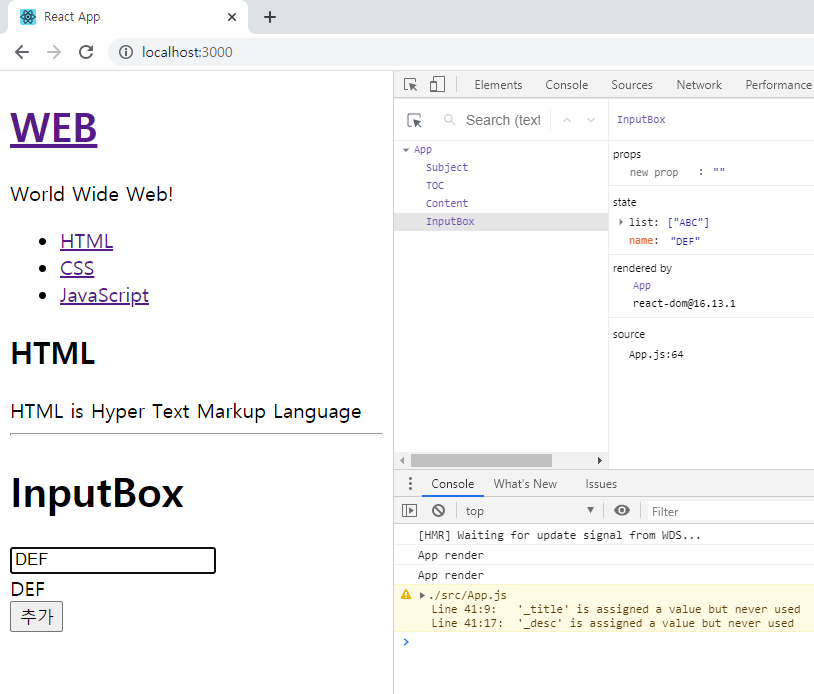 React App
localhost:3000
WEB
World Wide Web!
HTML
CSS
JavaScript
HTML
HTML is Hyper Text Markup Language
InputBox
DEF
DEF
추가
Elements Console Sources Network Performance
Search (text
App
Subject
TOC
Content
InputBox
InputBox
props
new prop : ""
state
list: ["ABC"]
name: "DEF"
rendered by
App
react-dom@16.13.1
source
App.js:64
Console What's New Issues
top Filter
[HMR] Waiting for update signal from WDS...
App render
App render
./src/App.js
Line 41:9: '_title' is assigned a value but never used
Line 41:17: '_desc' is assigned a value but never used